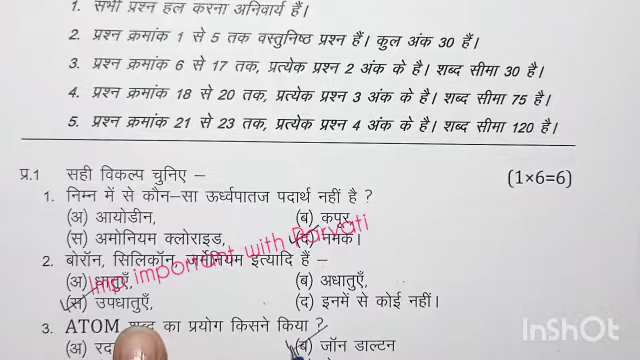 1. सभी प्रश्न हल करना अनिवार्य हैं।
2. प्रश्न क्रमांक 1 से 5 तक वस्तुनिष्ठ प्रश्न हैं। कुल अंक 30 हैं।
3. प्रश्न क्रमांक 6 से 17 तक, प्रत्येक प्रश्न 2 अंक के है। शब्द सीमा 30 है।
4. प्रश्न क्रमांक 18 से 20 तक, प्रत्येक प्रश्न 3 अंक के है। शब्द सीमा 75 है।
5. प्रश्न क्रमांक 21 से 23 तक, प्रत्येक प्रश्न 4 अंक के है। शब्द सीमा 120 है।
प्र.1 सही विकल्प चुनिए – (1×6=6)
1. निम्न में से कौन–सा ऊर्ध्वपातज पदार्थ नहीं है ?
(अ) आयोडीन, (ब) कपूर,
(स) अमोनियम क्लोराइड, (द) नमक।
Imp important with Parvati
2. बोरॉन, सिलिकॉन, जर्मेनियम इत्यादि हैं –
(अ) धातुएँ, (ब) अधातुएँ,
(स) उपधातुएँ, (द) इनमें से कोई नहीं।
3. ATOM शब्द का प्रयोग किसने किया ?
(अ) (ब) जॉन डाल्टन
InShOt